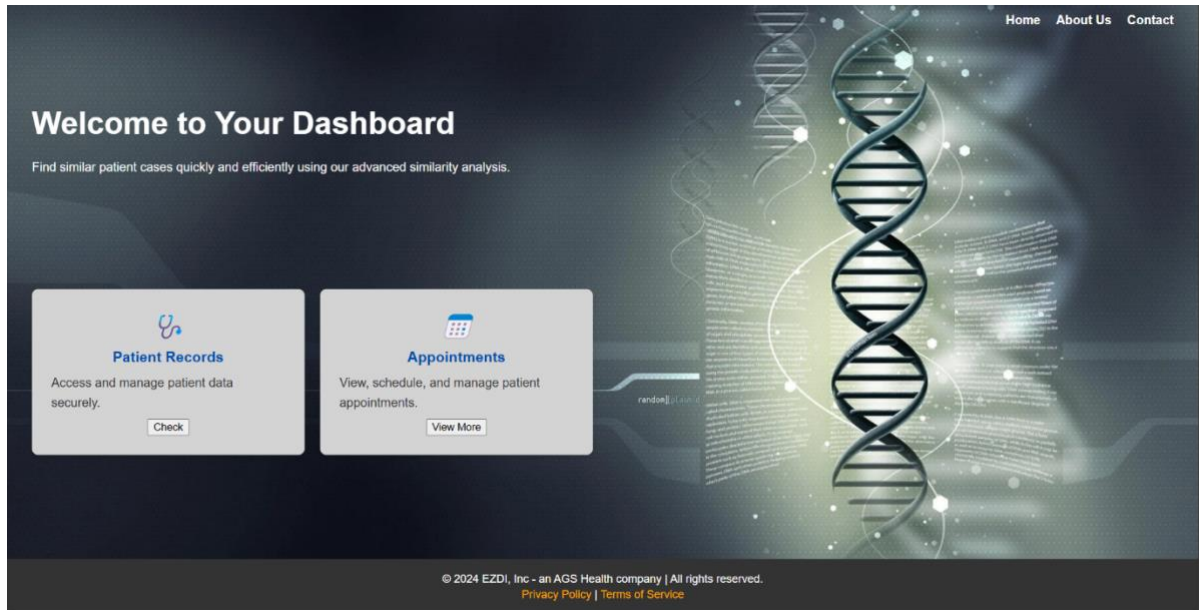 Home About Us Contact
Welcome to Your Dashboard
Find similar patient cases quickly and efficiently using our advanced similarity analysis.
Patient Records
Access and manage patient data
securely.
Check
Appointments
View, schedule, and manage patient
appointments.
View More
© 2024 EZDI, Inc - an AGS Health company | All rights reserved.
Privacy Policy | Terms of Service